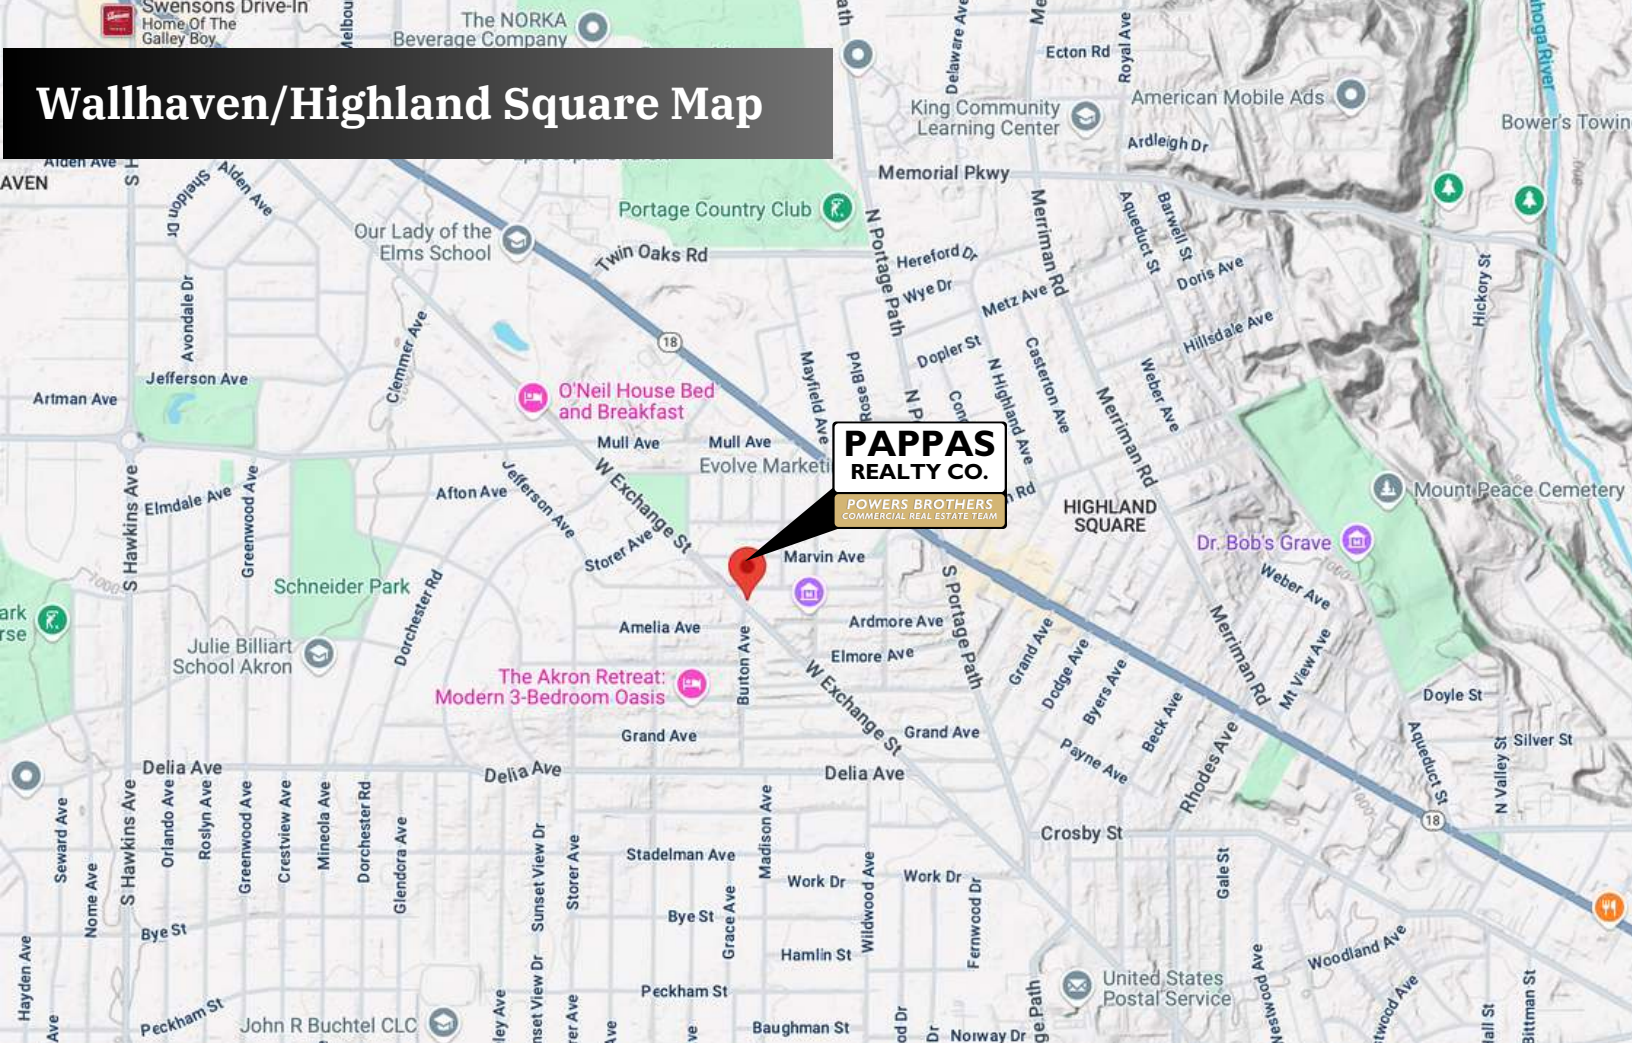 Swensons Drive-In
Home Of The
Galley Boy
The NORKA
Beverage Company
Delaware Ave
Ecton Rd
Royal Ave
Wallhaven/Highland Square Map
King Community
Learning Center
American Mobile Ads
Bower's Towin
Ardleigh Dr
Alden Ave
AVEN
Sheldon Dr
Alden Ave
Memorial Pkwy
Portage Country Club
Our Lady of the
Elms School
Twin Oaks Rd
N Portage Path
Merriman Rd
Aqueduct St
Barwell St
Hereford Dr
Wye Dr
Metz Ave
Doris Ave
Hickory St
Avondale Dr
Clemmer Ave
18
Dopler St
Hillsdale Ave
Jefferson Ave
Artman Ave
O'Neil House Bed
and Breakfast
Mayfield Ave
Rose Blvd
N Highland Ave
Casterton Ave
Merriman Rd
Weber Ave
Mull Ave
Mull Ave
Evolve Marketi
PAPPAS
REALTY CO.
POWERS BROTHERS
COMMERCIAL REAL ESTATE TEAM
HIGHLAND
SQUARE
Mount Peace Cemetery
Dr. Bob's Grave
S Hawkins Ave
Elmdale Ave
Greenwood Ave
Afton Ave
Jefferson Ave
W Exchange St
Storer Ave
Marvin Ave
Schneider Park
Dorchester Rd
Julie Billiart
School Akron
Amelia Ave
Burton Ave
Ardmore Ave
Elmore Ave
S Portage Path
Weber Ave
The Akron Retreat:
Modern 3-Bedroom Oasis
W Exchange St
Grand Ave
Dodge Ave
Byers Ave
Beck Ave
Merriman Rd
Mt View Ave
Doyle St
Grand Ave
Grand Ave
Payne Ave
Rhodes Ave
Aqueduct St
N Valley St
Silver St
Delia Ave
Delia Ave
Delia Ave
Seward Ave
Nome Ave
S Hawkins Ave
Orlando Ave
Roslyn Ave
Greenwood Ave
Crestview Ave
Mineola Ave
Dorchester Rd
Glendora Ave
Sunset View Dr
Storer Ave
Madison Ave
Crosby St
18
Stadelman Ave
Work Dr
Wildwood Ave
Work Dr
Fernwood Dr
Gale St
Bye St
Bye St
Grace Ave
Hamlin St
Woodland Ave
Hayden Ave
Peckham St
Peckham St
United States
Postal Service
John R Buchtel CLC
Baughman St
Norway Dr
Bittman St